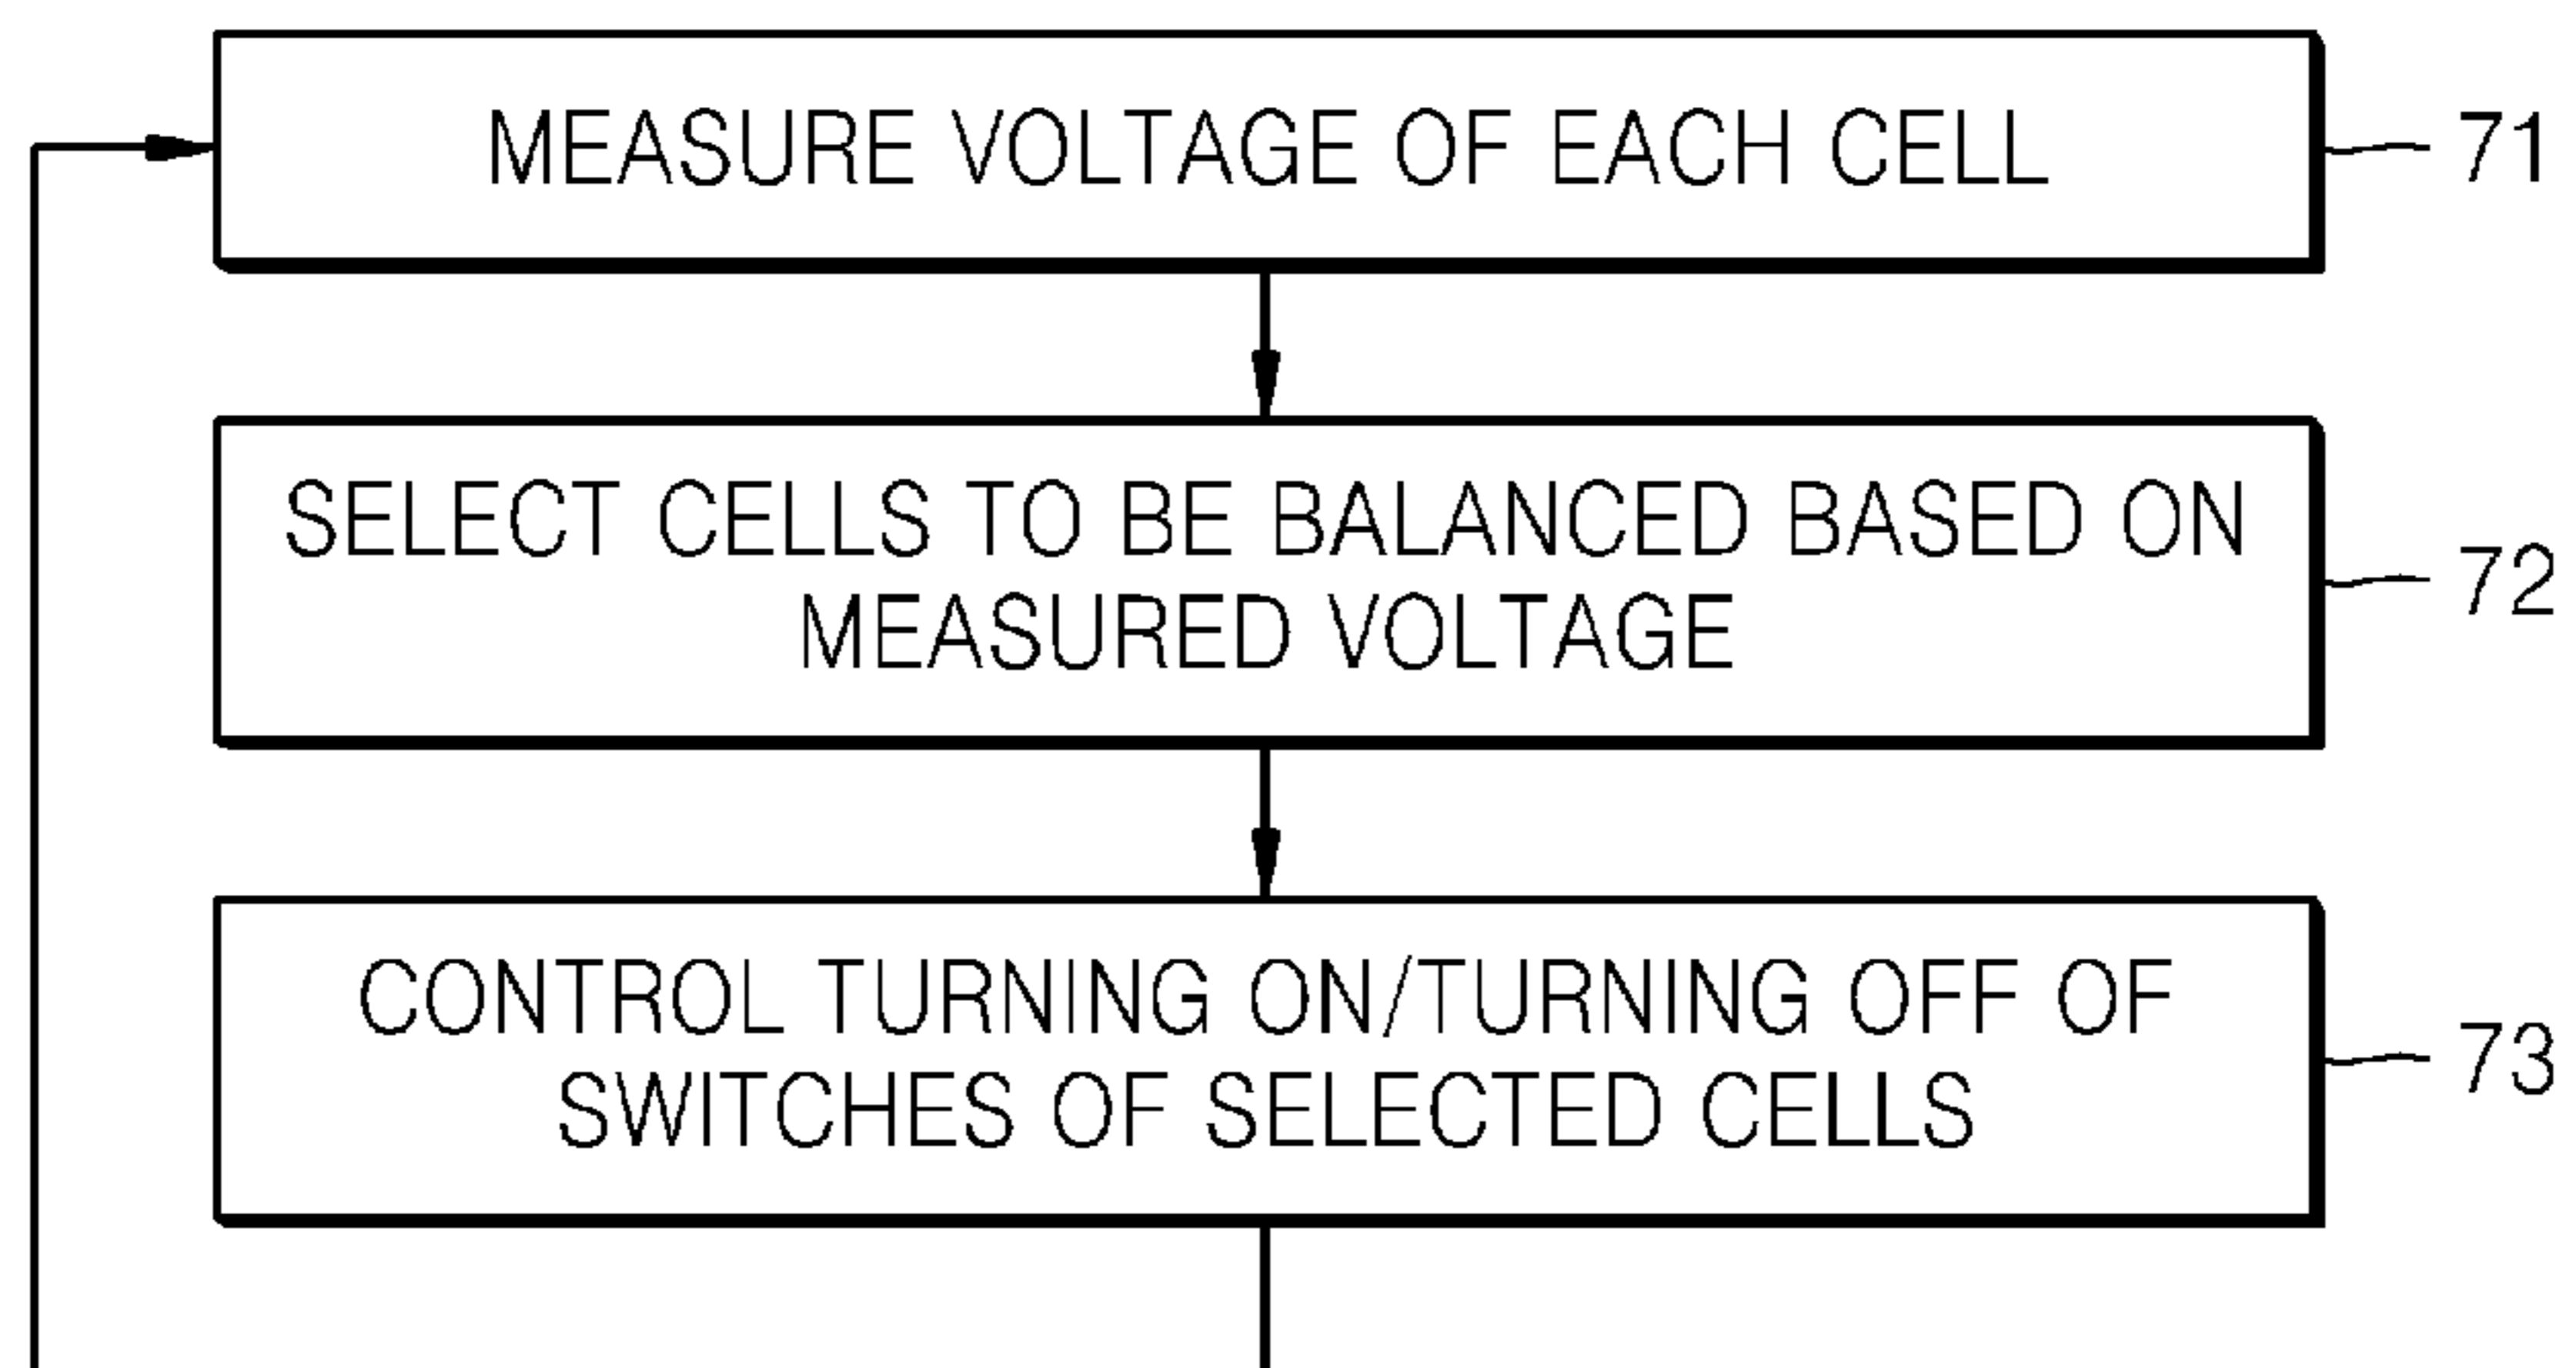 MEASURE VOLTAGE OF EACH CELL
71
SELECT CELLS TO BE BALANCED BASED ON
MEASURED VOLTAGE
72
CONTROL TURNING ON/TURNING OFF OF
SWITCHES OF SELECTED CELLS
73